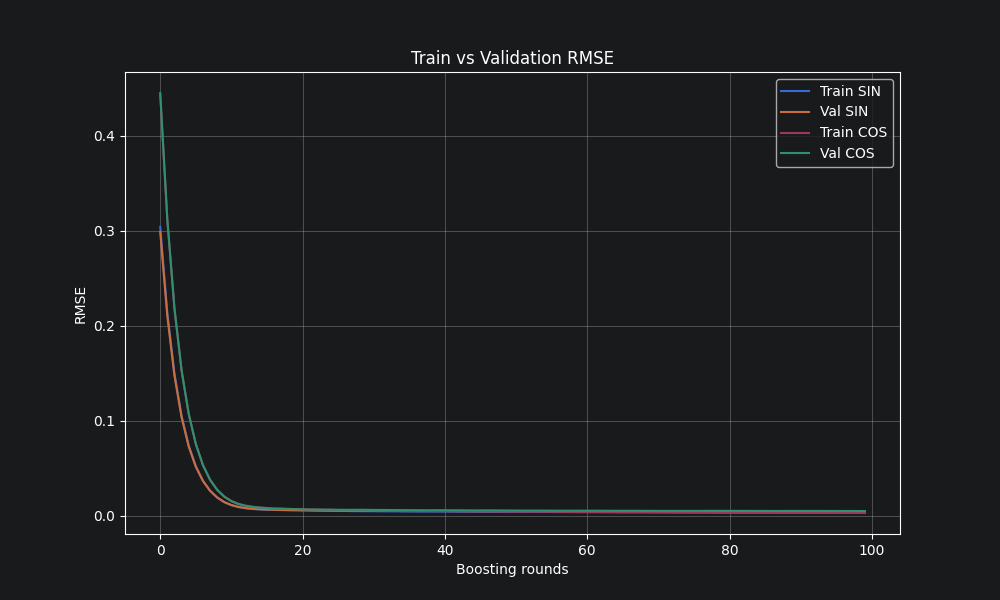 Train vs Validation RMSE
Train SIN
Val SIN
Train COS
Val COS
RMSE
0.4
0.3
0.2
0.1
0.0
0 20 40 60 80 100
Boosting rounds